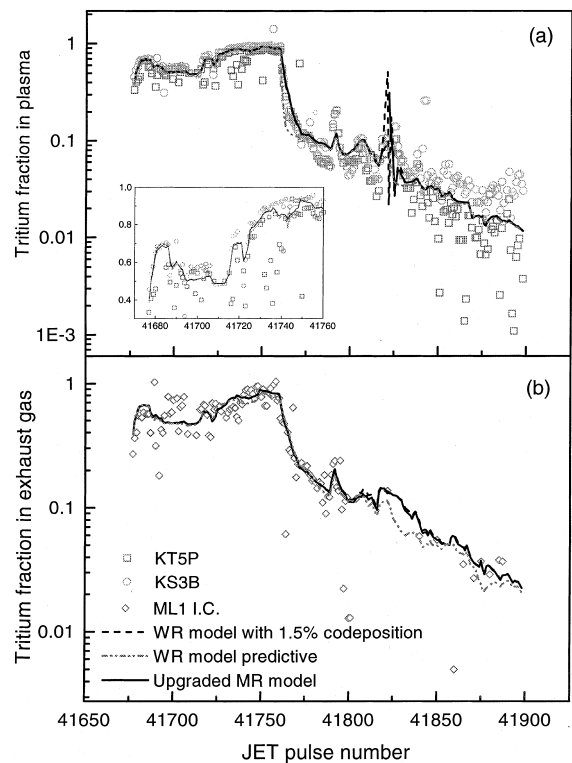 (a)
1
0.1
0.01
1E-3
Tritium fraction in plasma
1.0
0.8
0.6
0.4
41680 41700 41720 41740 41760
(b)
1
0.1
0.01
Tritium fraction in exhaust gas
KT5P
KS3B
ML1 I.C.
WR model with 1.5% codeposition
WR model predictive
Upgraded MR model
41650 41700 41750 41800 41850 41900
JET pulse number